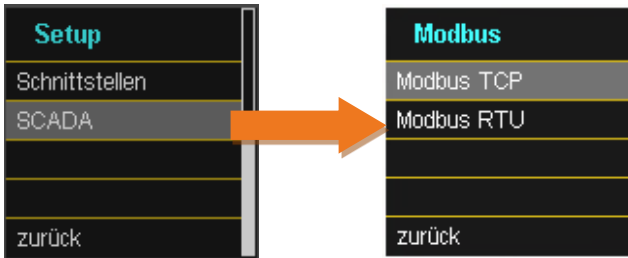 Setup
Schnittstellen
SCADA
zurück
Modbus
Modbus TCP
Modbus RTU
zurück